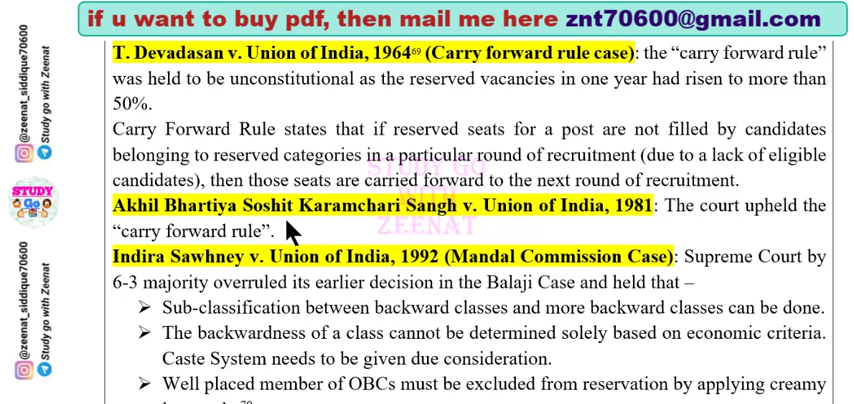 if u want to buy pdf, then mail me here znt70600@gmail.com
T. Devadasan v. Union of India, 1964⁶⁹ (Carry forward rule case): the “carry forward rule”
was held to be unconstitutional as the reserved vacancies in one year had risen to more than
50%.
Carry Forward Rule states that if reserved seats for a post are not filled by candidates
belonging to reserved categories in a particular round of recruitment (due to a lack of eligible
candidates), then those seats are carried forward to the next round of recruitment.
Akhil Bhartiya Soshit Karamchari Sangh v. Union of India, 1981: The court upheld the
“carry forward rule”.
Indira Sawhney v. Union of India, 1992 (Mandal Commission Case): Supreme Court by
6-3 majority overruled its earlier decision in the Balaji Case and held that –
➢ Sub-classification between backward classes and more backward classes can be done.
➢ The backwardness of a class cannot be determined solely based on economic criteria.
Caste System needs to be given due consideration.
➢ Well placed member of OBCs must be excluded from reservation by applying creamy
70
STUDY GO
WITH
ZEENAT
@zeenat_siddique70600
Study go with Zeenat
STUDY
Go
@zeenat_siddique70600
Study go with Zeenat